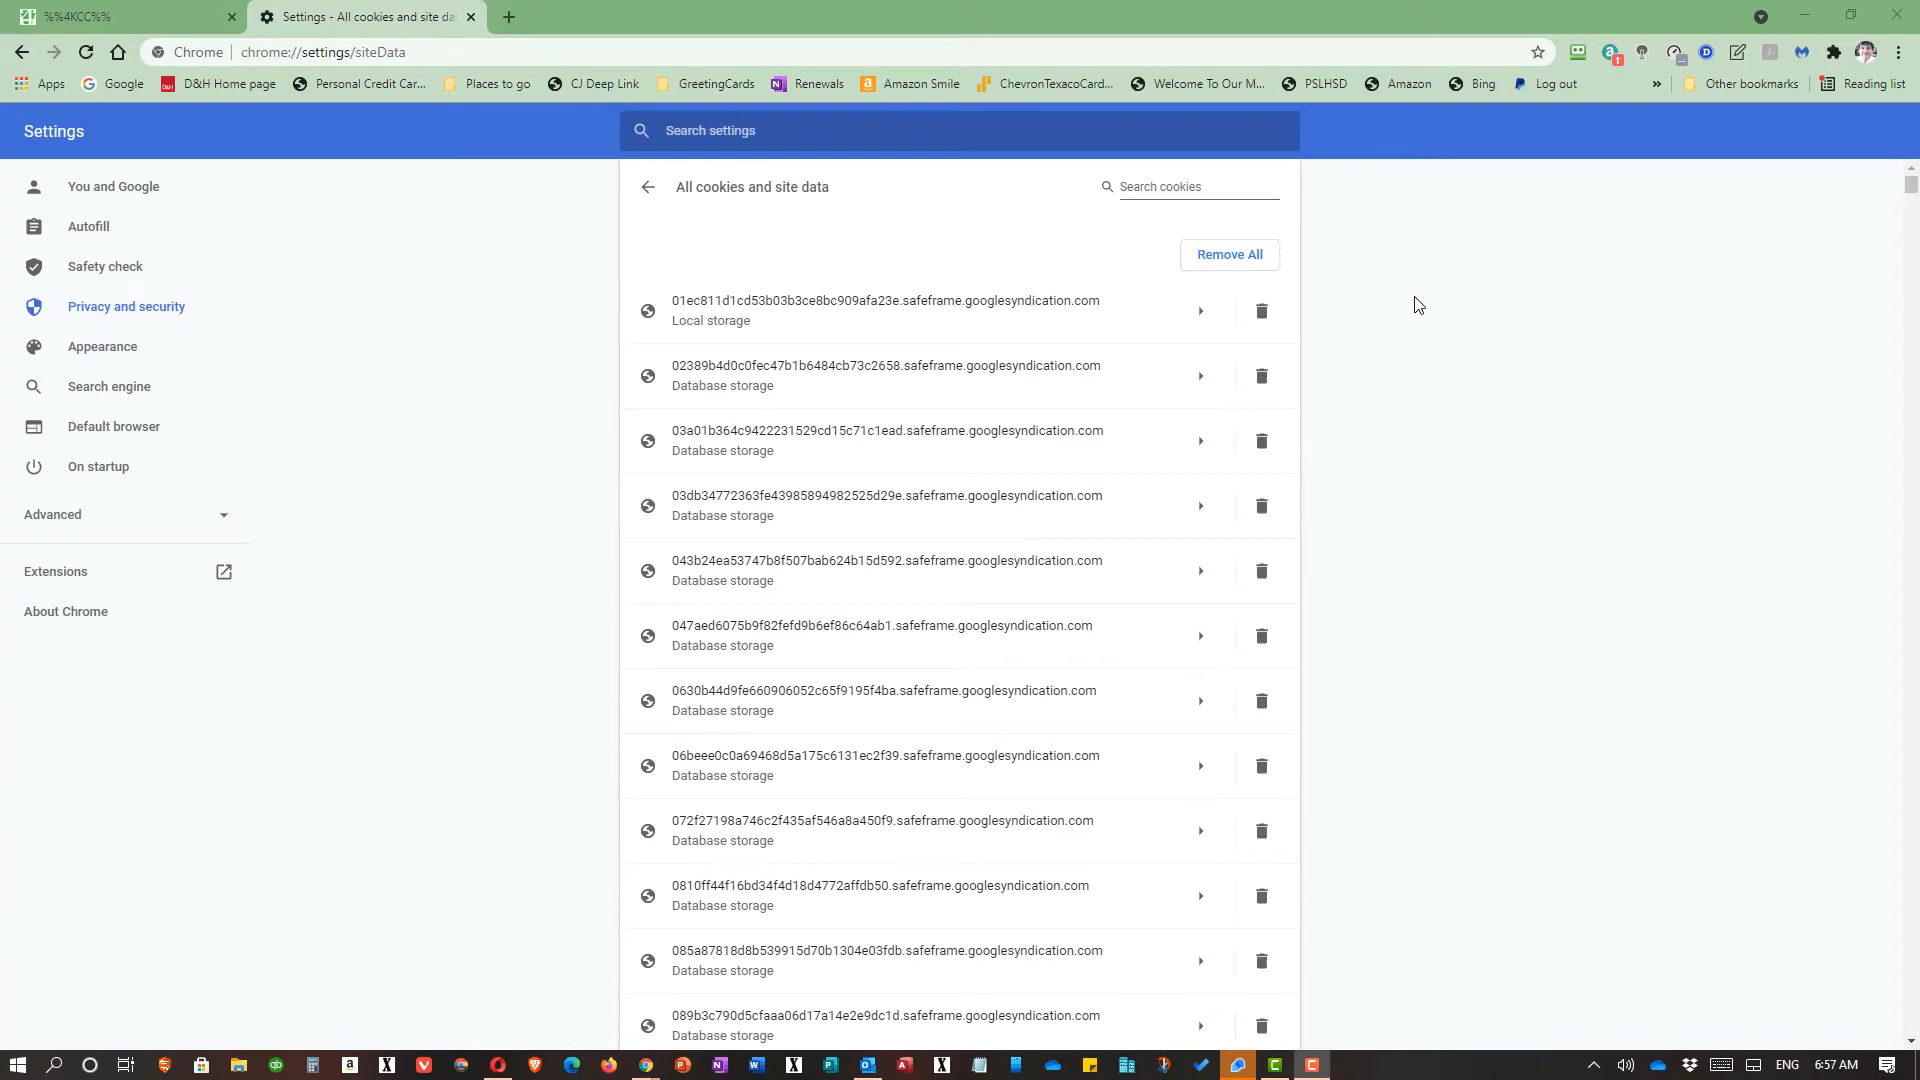 %%4KCC%%
Settings - All cookies and site da
Chrome
chrome://settings/siteData
1
Apps
Google
D&H Home page
Personal Credit Car...
Places to go
CJ Deep Link
GreetingCards
Renewals
Amazon Smile
ChevronTexacoCard...
Welcome To Our M...
PSLHSD
Amazon
Bing
Log out
»
Other bookmarks
Reading list
Settings
Search settings
You and Google
Autofill
Safety check
Privacy and security
Appearance
Search engine
Default browser
On startup
Advanced
Extensions
About Chrome
All cookies and site data
Search cookies
Remove All
01ec811d1cd53b03b3ce8bc909afa23e.safeframe.googlesyndication.com
Local storage
02389b4d0c0fec47b1b6484cb73c2658.safeframe.googlesyndication.com
Database storage
03a01b364c9422231529cd15c71c1ead.safeframe.googlesyndication.com
Database storage
03db34772363fe43985894982525d29e.safeframe.googlesyndication.com
Database storage
043b24ea53747b8f507bab624b15d592.safeframe.googlesyndication.com
Database storage
047aed6075b9f82fefd9b6ef86c64ab1.safeframe.googlesyndication.com
Database storage
0630b44d9fe660906052c65f9195f4ba.safeframe.googlesyndication.com
Database storage
06beee0c0a69468d5a175c6131ec2f39.safeframe.googlesyndication.com
Database storage
072f27198a746c2f435af546a8a450f9.safeframe.googlesyndication.com
Database storage
0810ff44f16bd34f4d18d4772affdb50.safeframe.googlesyndication.com
Database storage
085a87818d8b539915d70b1304e03fdb.safeframe.googlesyndication.com
Database storage
089b3c790d5cfaaa06d17a14e2e9dc1d.safeframe.googlesyndication.com
Database storage
ENG
6:57 AM